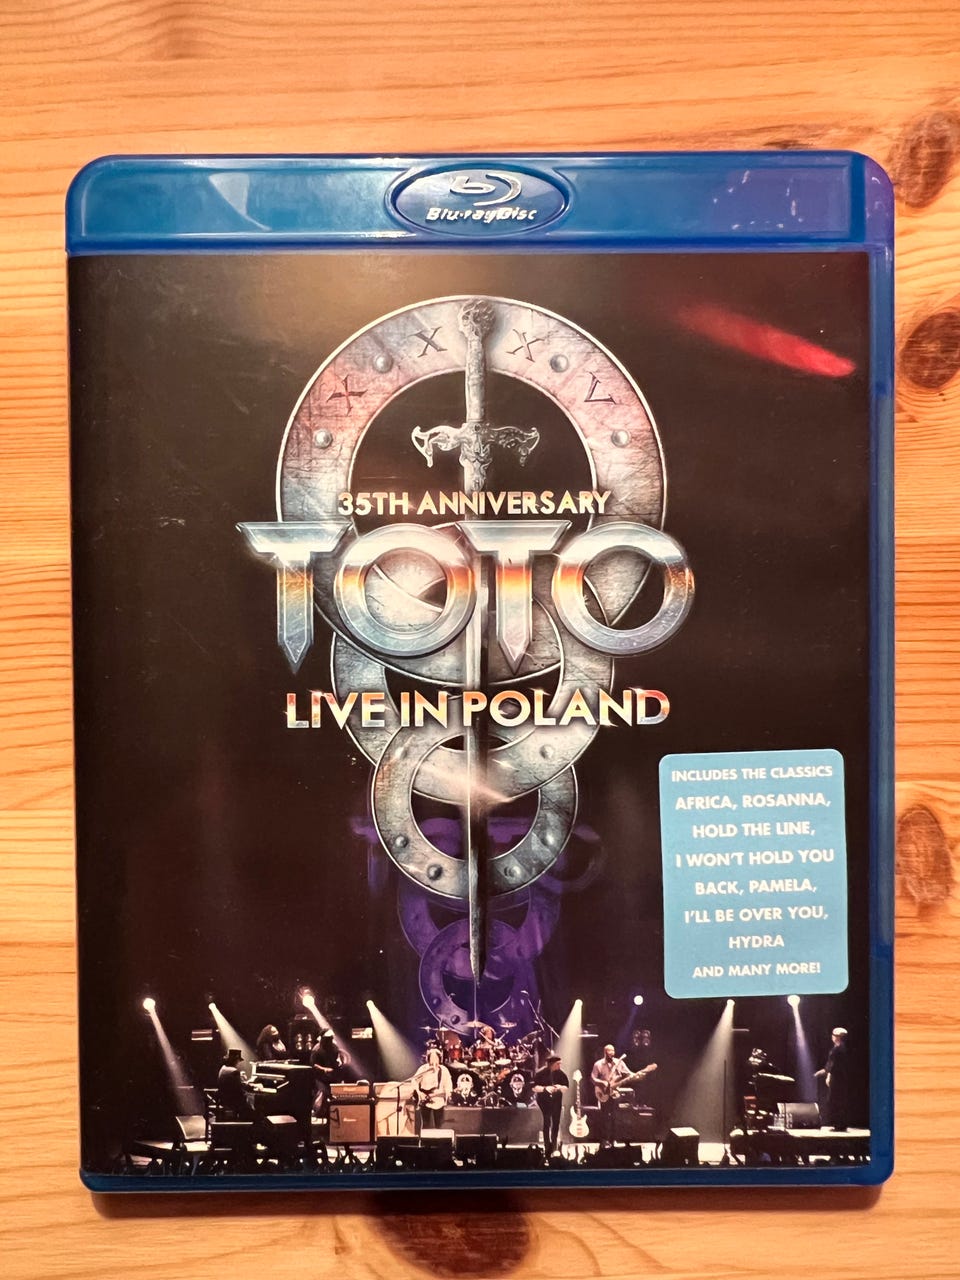 Blu-ray Disc
X X X V
35TH ANNIVERSARY
TOTO
LIVE IN POLAND
INCLUDES THE CLASSICS
AFRICA, ROSANNA,
HOLD THE LINE,
I WON'T HOLD YOU
BACK, PAMELA,
I'LL BE OVER YOU,
HYDRA
AND MANY MORE!
TOTO